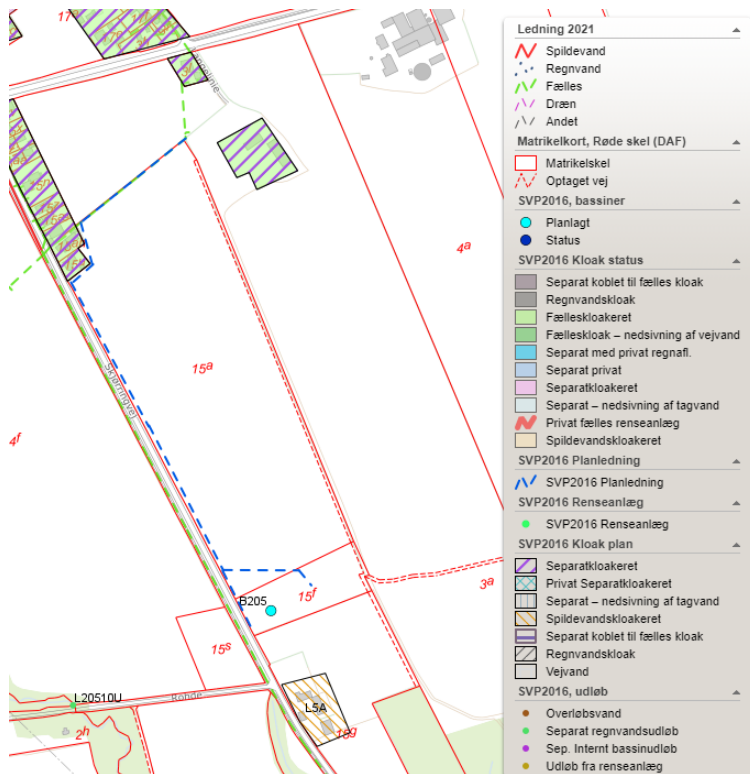 17ᵃ
4ᵃ
15ᵃ
Skjørringvej
4ᶠ
3ᵃ
B205
15ᶠ
15ˢ
L20510U
Rohde
L5A
2ʰ
Ledning 2021
Spildevand
Regnvand
Fælles
Dræn
Andet
Matrikelkort, Røde skel (DAF)
Matrikelskel
Optaget vej
SVP2016, bassiner
Planlagt
Status
SVP2016 Kloak status
Separat koblet til fælles kloak
Regnvandskloak
Fælleskloakeret
Fælleskloak – nedsivning af vejvand
Separat med privat regnafl.
Separat privat
Separatkloakeret
Separat – nedsivning af tagvand
Privat fælles renseanlæg
Spildevandskloakeret
SVP2016 Planledning
SVP2016 Planledning
SVP2016 Renseanlæg
SVP2016 Renseanlæg
SVP2016 Kloak plan
Separatkloakeret
Privat Separatkloakeret
Separat – nedsivning af tagvand
Spildevandskloakeret
Separat koblet til fælles kloak
Regnvandskloak
Vejvand
SVP2016, udløb
Overløbsvand
Separat regnvandsudløb
Sep. Internt bassinudløb
Udløb fra renseanlæg